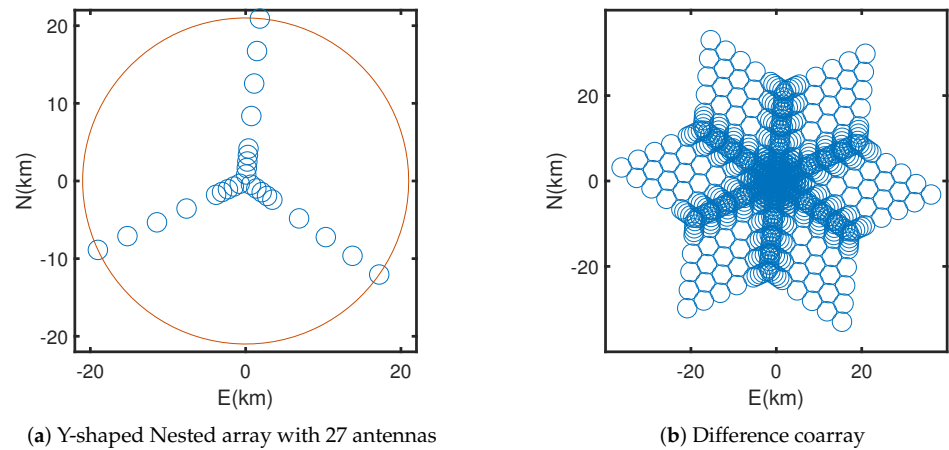 20
10
0
-10
-20
N(km)
-20 0 20
E(km)
(a) Y-shaped Nested array with 27 antennas
20
0
-20
N(km)
-20 0 20
E(km)
(b) Difference coarray